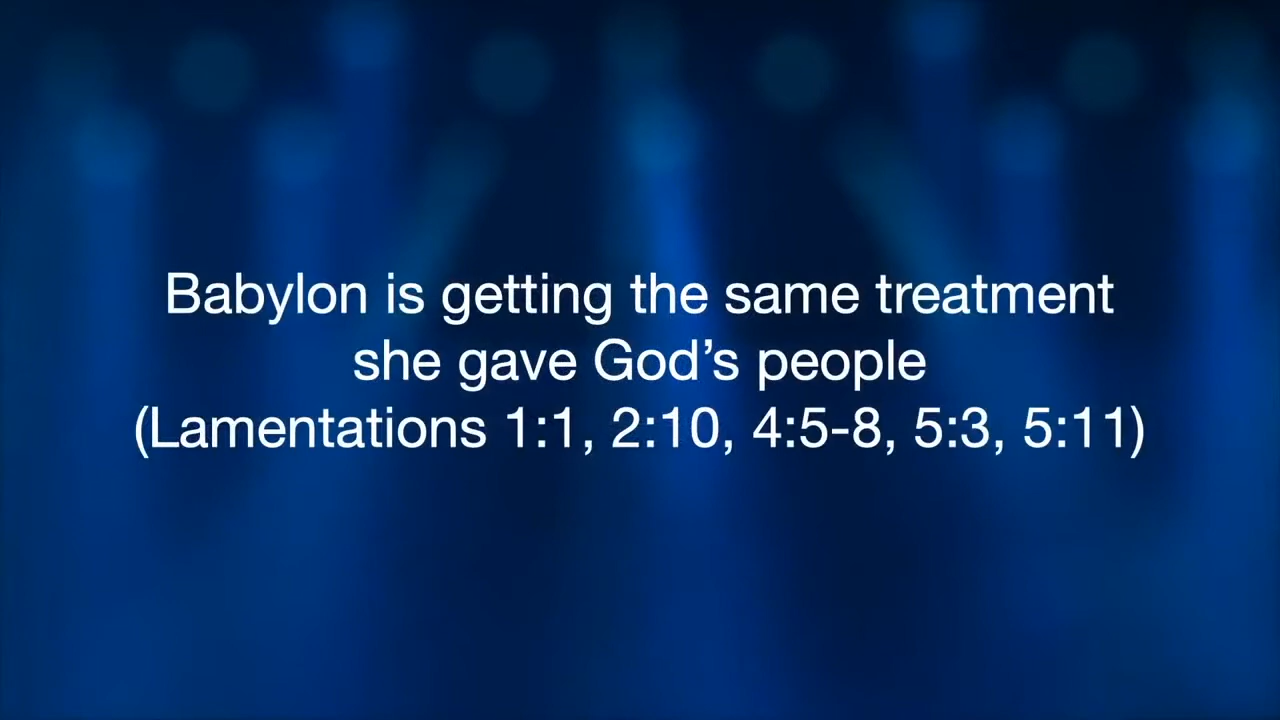 Babylon is getting the same treatment
she gave God’s people
(Lamentations 1:1, 2:10, 4:5-8, 5:3, 5:11)